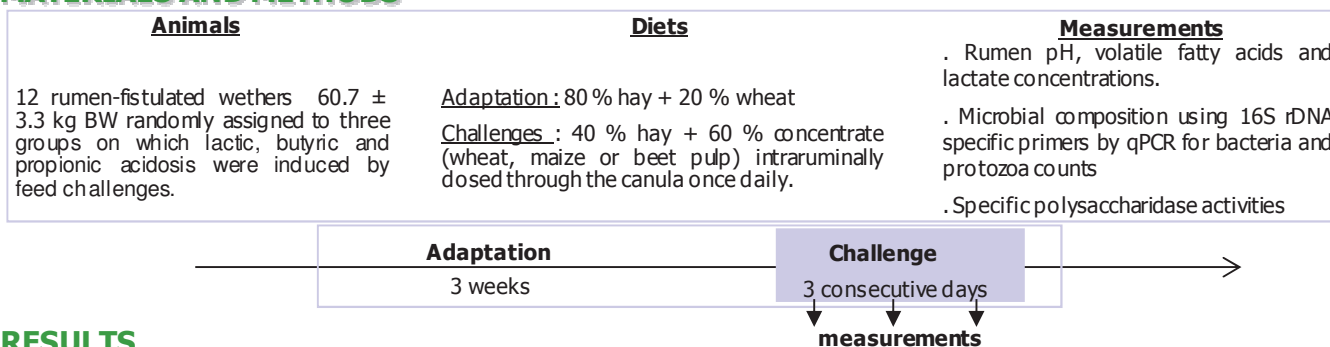 MATERIALS AND METHODS
Animals
12 rumen-fistulated wethers 60.7 ±
3.3 kg BW randomly assigned to three
groups on which lactic, butyric and
propionic acidosis were induced by
feed challenges.
Diets
Adaptation : 80 % hay + 20 % wheat
Challenges : 40 % hay + 60 % concentrate
(wheat, maize or beet pulp) intraruminally
dosed through the canula once daily.
Measurements
. Rumen pH, volatile fatty acids and
lactate concentrations.
. Microbial composition using 16S rDNA
specific primers by qPCR for bacteria and
protozoa counts
. Specific polysaccharidase activities
Adaptation
3 weeks
Challenge
3 consecutive days
measurements
RESULTS